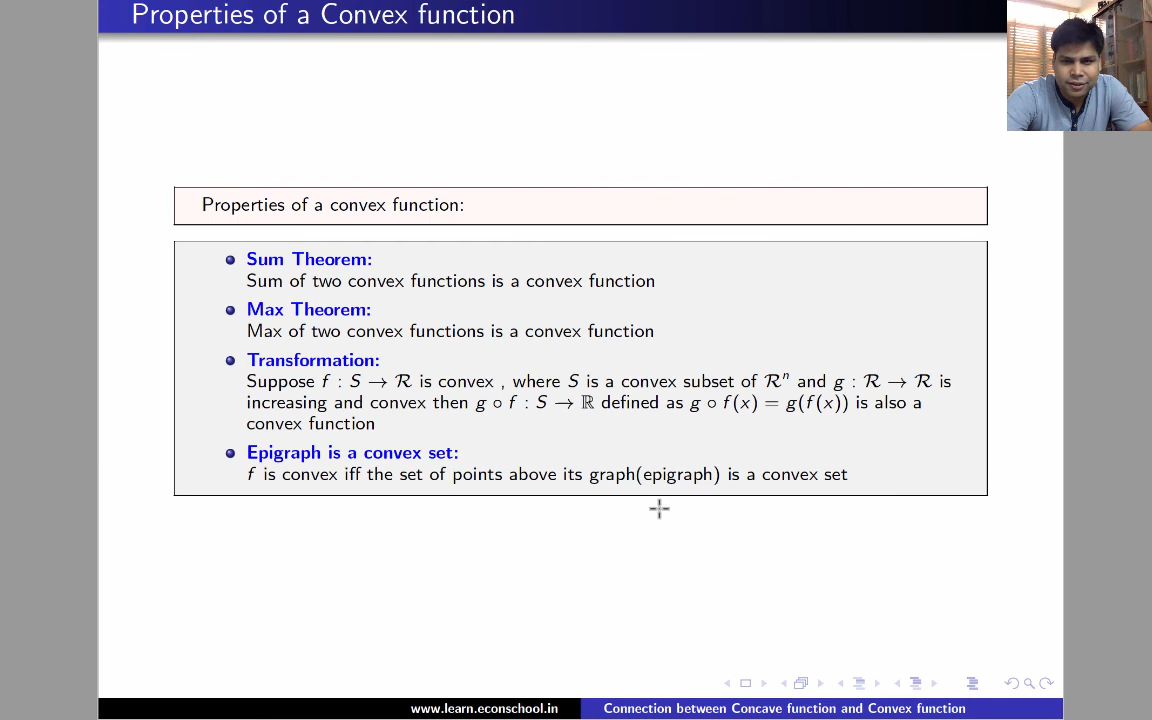 Properties of a Convex function
Properties of a convex function:
Sum Theorem:
Sum of two convex functions is a convex function
Max Theorem:
Max of two convex functions is a convex function
Transformation:
Suppose f : S → ℛ is convex , where S is a convex subset of ℛⁿ and g : ℛ → ℛ is
increasing and convex then g ∘ f : S → ℝ defined as g ∘ f(x) = g(f(x)) is also a
convex function
Epigraph is a convex set:
f is convex iff the set of points above its graph(epigraph) is a convex set
www.learn.econschool.in
Connection between Concave function and Convex function